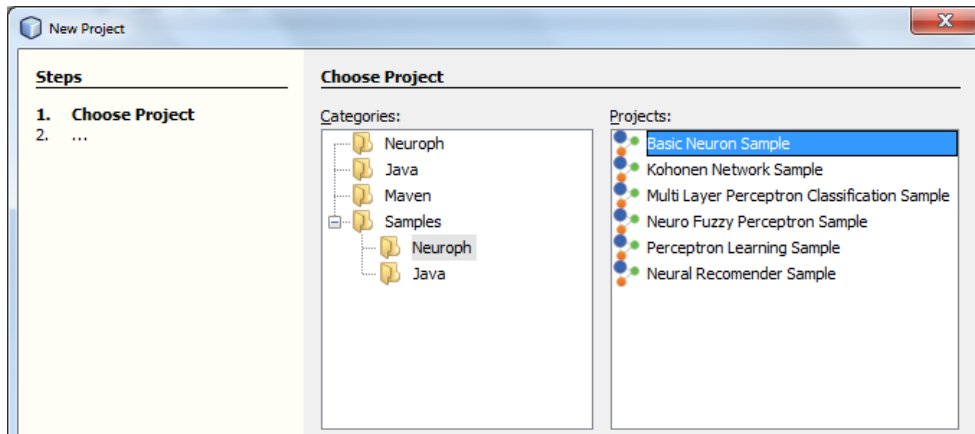 New Project
Steps
1. Choose Project
2. ...
Choose Project
Categories:
Neuroph
Java
Maven
Samples
Neuroph
Java
Projects:
Basic Neuron Sample
Kohonen Network Sample
Multi Layer Perceptron Classification Sample
Neuro Fuzzy Perceptron Sample
Perceptron Learning Sample
Neural Recomender Sample